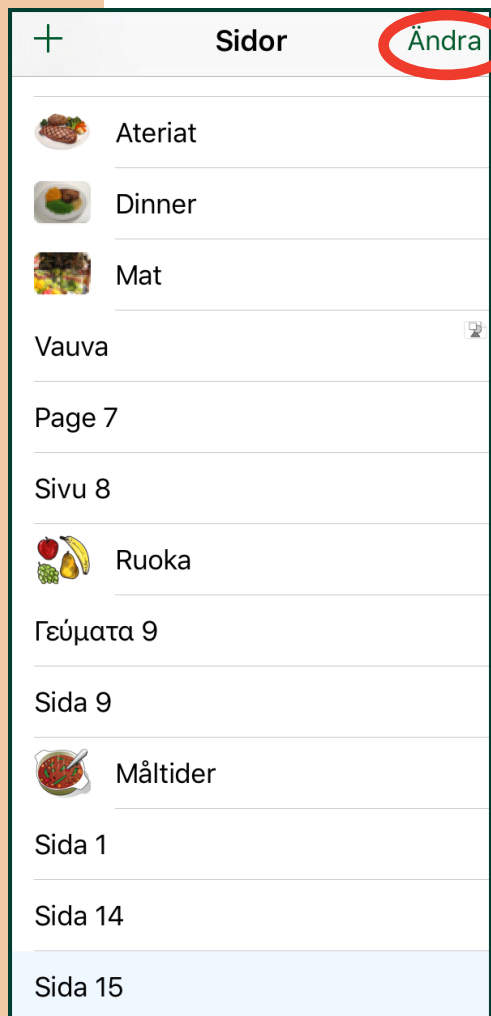 Sidor Ändra
Ateriat
Dinner
Mat
Vauva
Page 7
Sivu 8
Ruoka
Γεύματα 9
Sida 9
Måltider
Sida 1
Sida 14
Sida 15